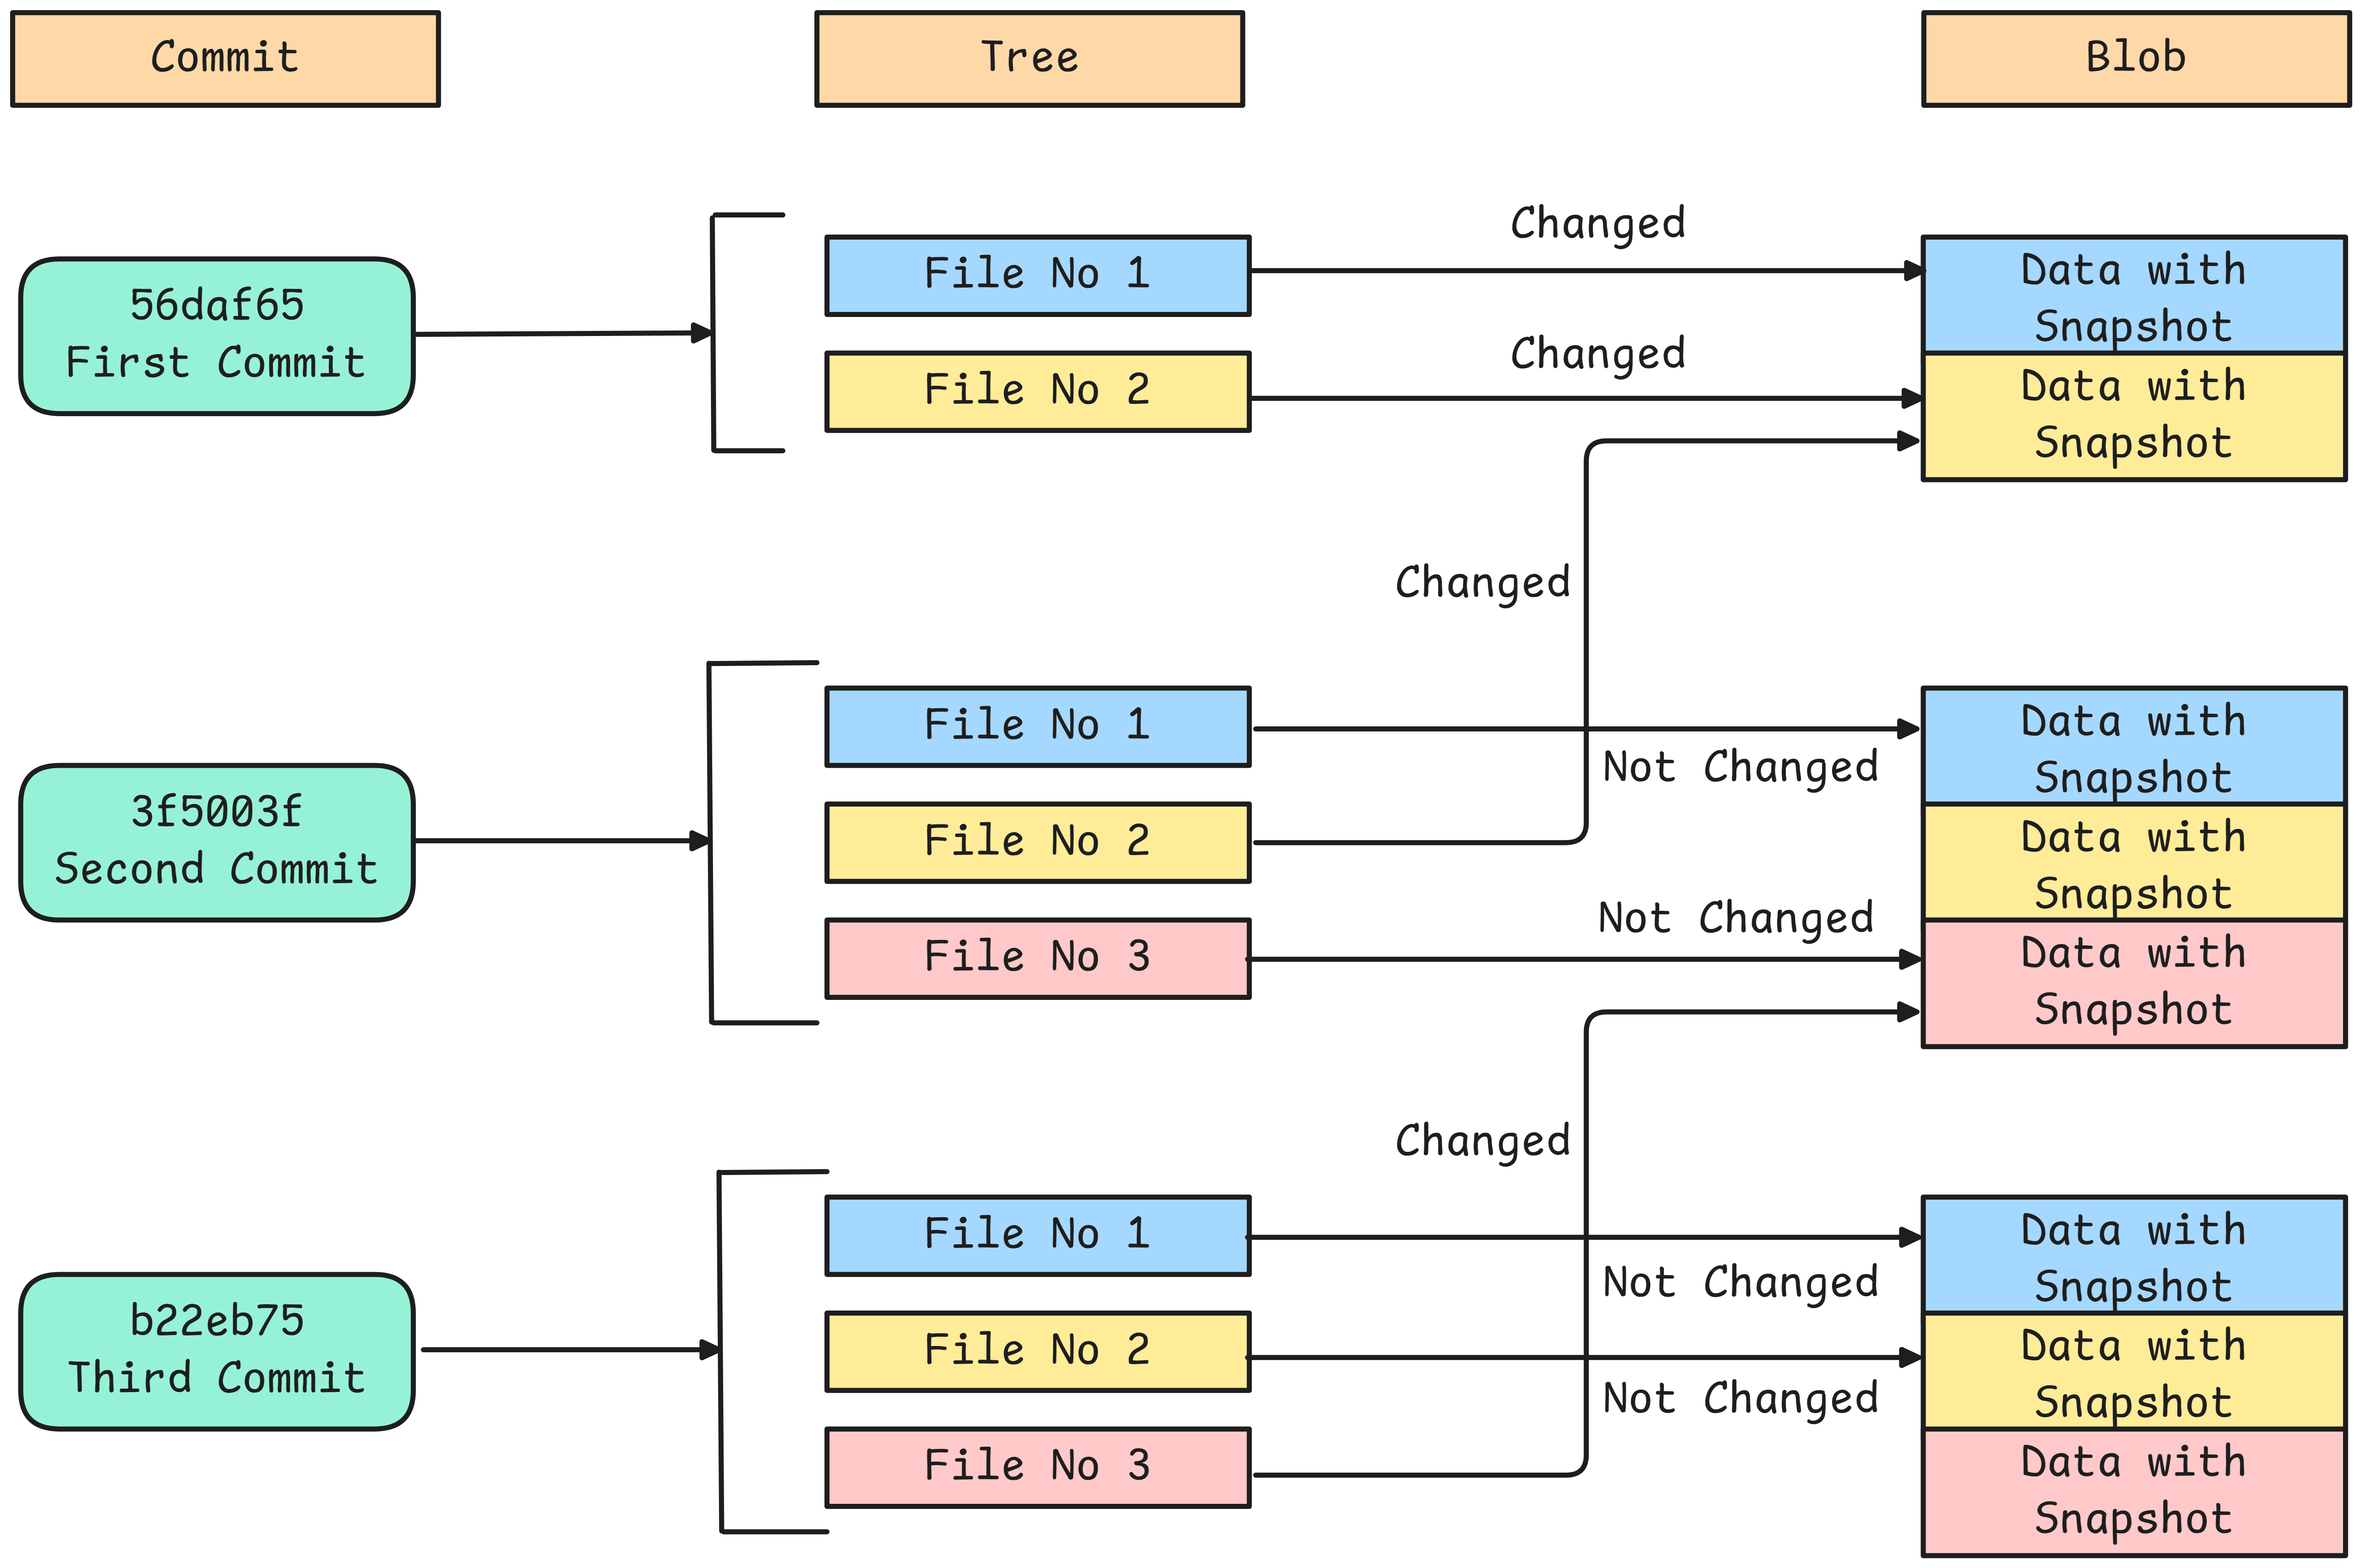 Commit
Tree
Blob
56daf65
First Commit
File No 1
Changed
Data with
Snapshot
File No 2
Changed
Data with
Snapshot
Changed
3f5003f
Second Commit
File No 1
Not Changed
Data with
Snapshot
File No 2
Data with
Snapshot
File No 3
Not Changed
Data with
Snapshot
Changed
b22eb75
Third Commit
File No 1
Not Changed
Data with
Snapshot
File No 2
Not Changed
Data with
Snapshot
File No 3
Data with
Snapshot